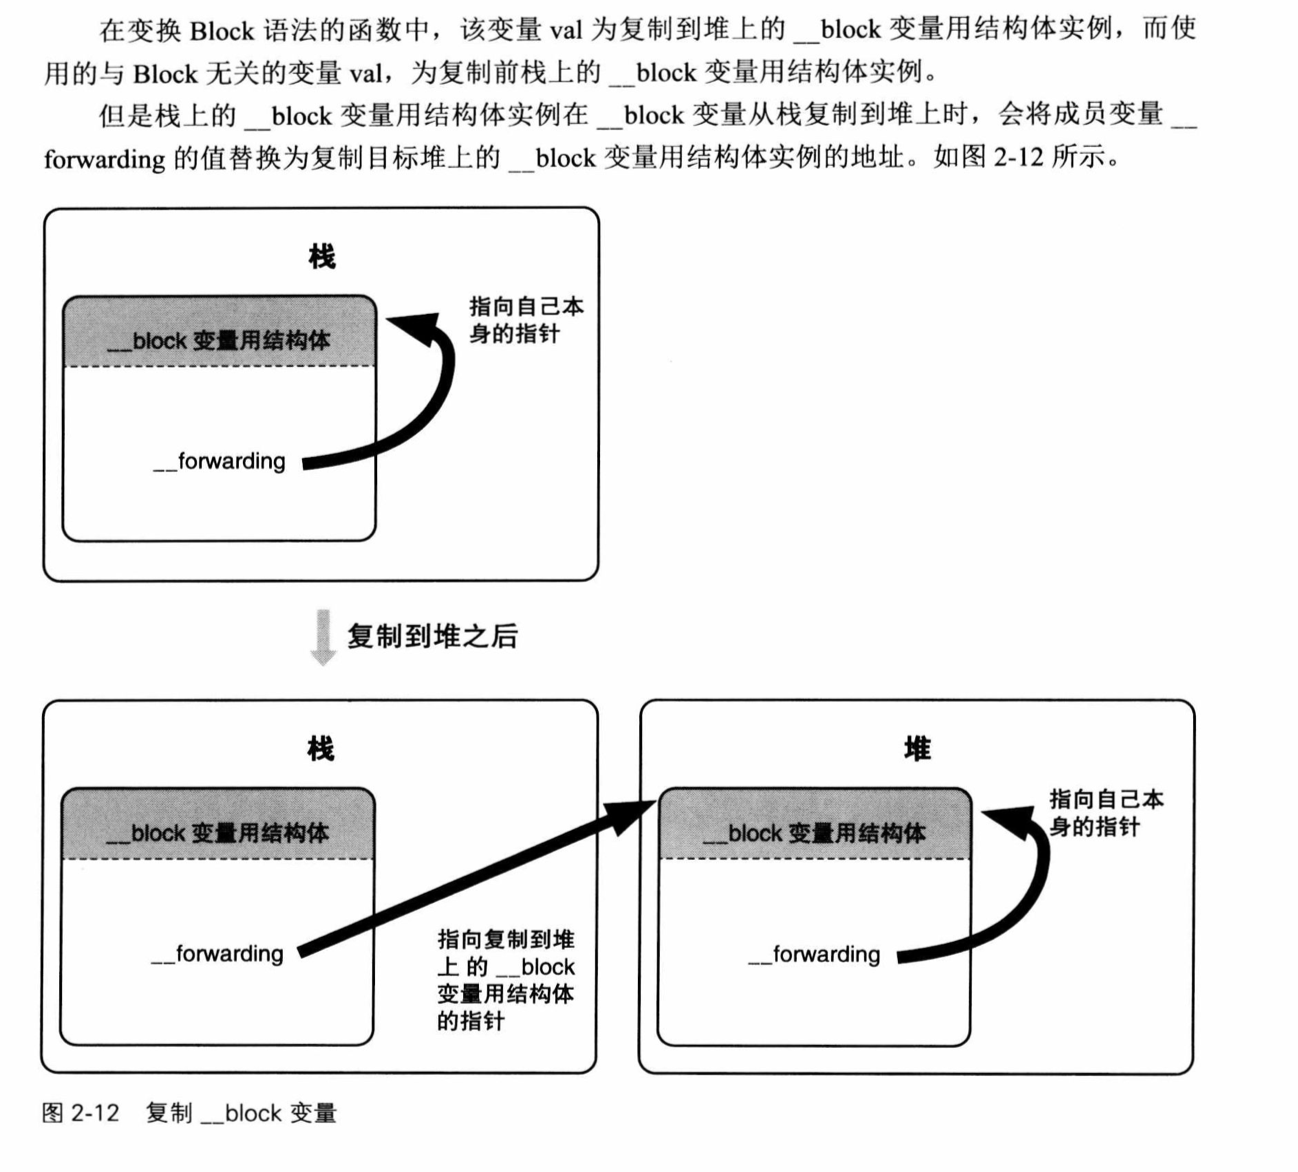 在变换 Block 语法的函数中，该变量 val 为复制到堆上的 __block 变量用结构体实例，而使
用的与 Block 无关的变量 val，为复制前栈上的 __block 变量用结构体实例。
但是栈上的 __block 变量用结构体实例在 __block 变量从栈复制到堆上时，会将成员变量 __
forwarding 的值替换为复制目标堆上的 __block 变量用结构体实例的地址。如图 2-12 所示。
栈
指向自己本
身的指针
__block 变量用结构体
__forwarding
复制到堆之后
栈
__block 变量用结构体
__forwarding
指向复制到堆
上 的 __block
变量用结构体
的指针
堆
指向自己本
身的指针
__block 变量用结构体
__forwarding
图 2-12 复制 __block 变量